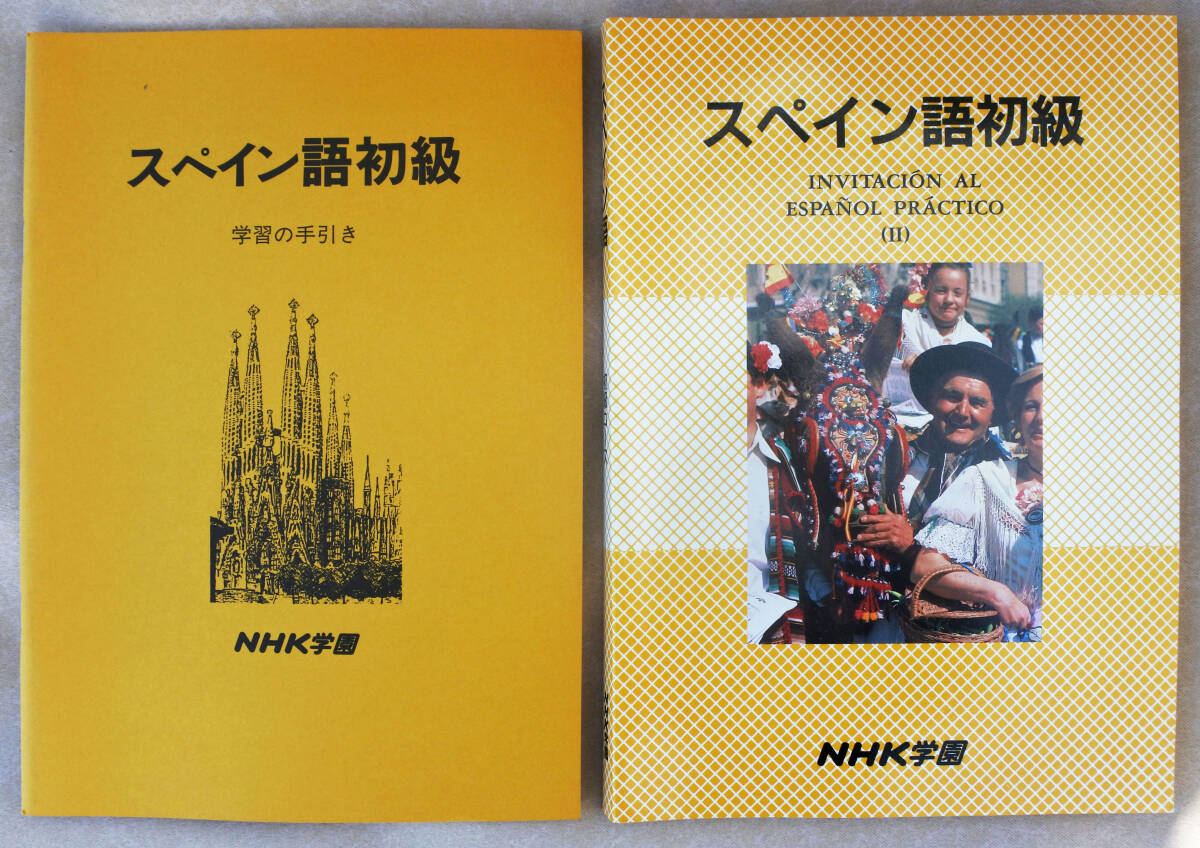 スペイン語初級
学習の手引き
NHK学園
スペイン語初級
INVITACIÓN AL
ESPAÑOL PRÁCTICO
(II)
NHK学園